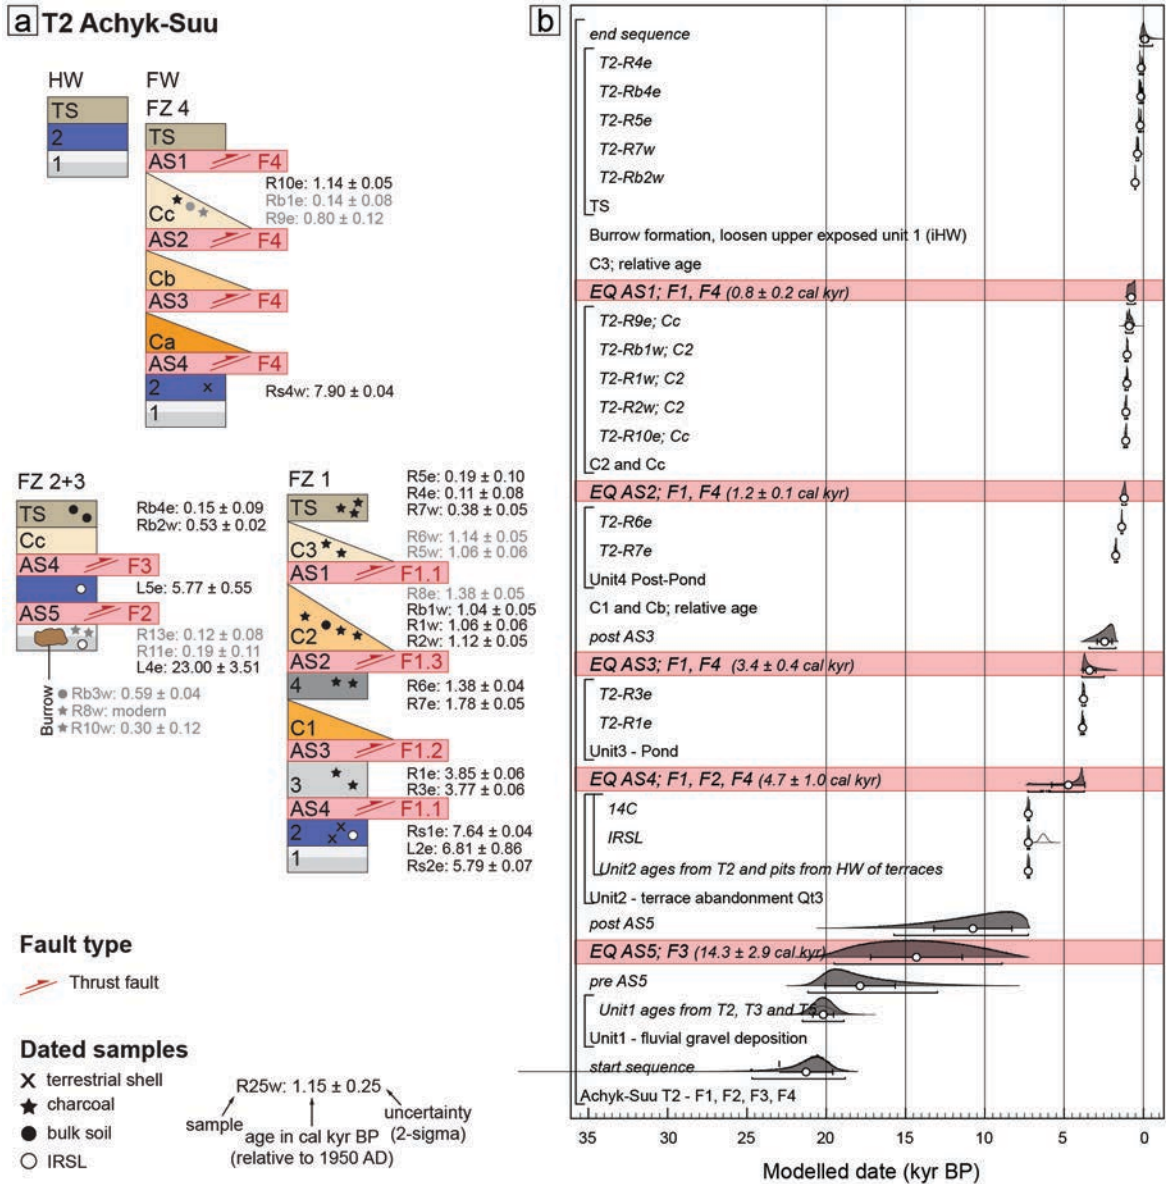 a T2 Achyk-Suu
HW
TS
2
1
FW
FZ 4
TS
AS1 F4
Cc
R10e: 1.14 ± 0.05
Rb1e: 0.14 ± 0.08
R9e: 0.80 ± 0.12
AS2 F4
Cb
AS3 F4
Ca
AS4 F4
2
Rs4w: 7.90 ± 0.04
1
FZ 2+3
TS
Rb4e: 0.15 ± 0.09
Rb2w: 0.53 ± 0.02
Cc
AS4 F3
L5e: 5.77 ± 0.55
AS5 F2
R13e: 0.12 ± 0.08
R11e: 0.19 ± 0.11
L4e: 23.00 ± 3.51
Burrow
Rb3w: 0.59 ± 0.04
R8w: modern
R10w: 0.30 ± 0.12
FZ 1
TS
R5e: 0.19 ± 0.10
R4e: 0.11 ± 0.08
R7w: 0.38 ± 0.05
C3
R6w: 1.14 ± 0.05
R5w: 1.06 ± 0.06
AS1 F1.1
C2
R8e: 1.38 ± 0.05
Rb1w: 1.04 ± 0.05
R1w: 1.06 ± 0.06
R2w: 1.12 ± 0.05
AS2 F1.3
4
R6e: 1.38 ± 0.04
R7e: 1.78 ± 0.05
C1
AS3 F1.2
3
R1e: 3.85 ± 0.06
R3e: 3.77 ± 0.06
AS4 F1.1
2
Rs1e: 7.64 ± 0.04
L2e: 6.81 ± 0.86
Rs2e: 5.79 ± 0.07
1
Fault type
Thrust fault
Dated samples
terrestrial shell
charcoal
bulk soil
IRSL
R25w: 1.15 ± 0.25
sample
age in cal kyr BP
(relative to 1950 AD)
uncertainty
(2-sigma)
b
end sequence
T2-R4e
T2-Rb4e
T2-R5e
T2-R7w
T2-Rb2w
TS
Burrow formation, loosen upper exposed unit 1 (iHW)
C3; relative age
EQ AS1; F1, F4 (0.8 ± 0.2 cal kyr)
T2-R9e; Cc
T2-Rb1w; C2
T2-R1w; C2
T2-R2w; C2
T2-R10e; Cc
C2 and Cc
EQ AS2; F1, F4 (1.2 ± 0.1 cal kyr)
T2-R6e
T2-R7e
Unit4 Post-Pond
C1 and Cb; relative age
post AS3
EQ AS3; F1, F4 (3.4 ± 0.4 cal kyr)
T2-R3e
T2-R1e
Unit3 - Pond
EQ AS4; F1, F2, F4 (4.7 ± 1.0 cal kyr)
14C
IRSL
Unit2 ages from T2 and pits from HW of terraces
Unit2 - terrace abandonment Qt3
post AS5
EQ AS5; F3 (14.3 ± 2.9 cal kyr)
pre AS5
Unit1 ages from T2, T3 and
Unit1 - fluvial gravel deposition
start sequence
Achyk-Suu T2 - F1, F2, F3, F4
35 30 25 20 15 10 5 0
Modelled date (kyr BP)